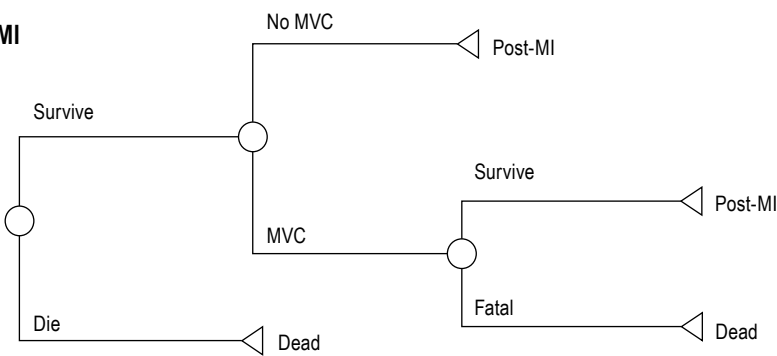 MI
No MVC
Post-MI
Survive
Survive
Post-MI
MVC
Fatal
Die
Dead
Dead